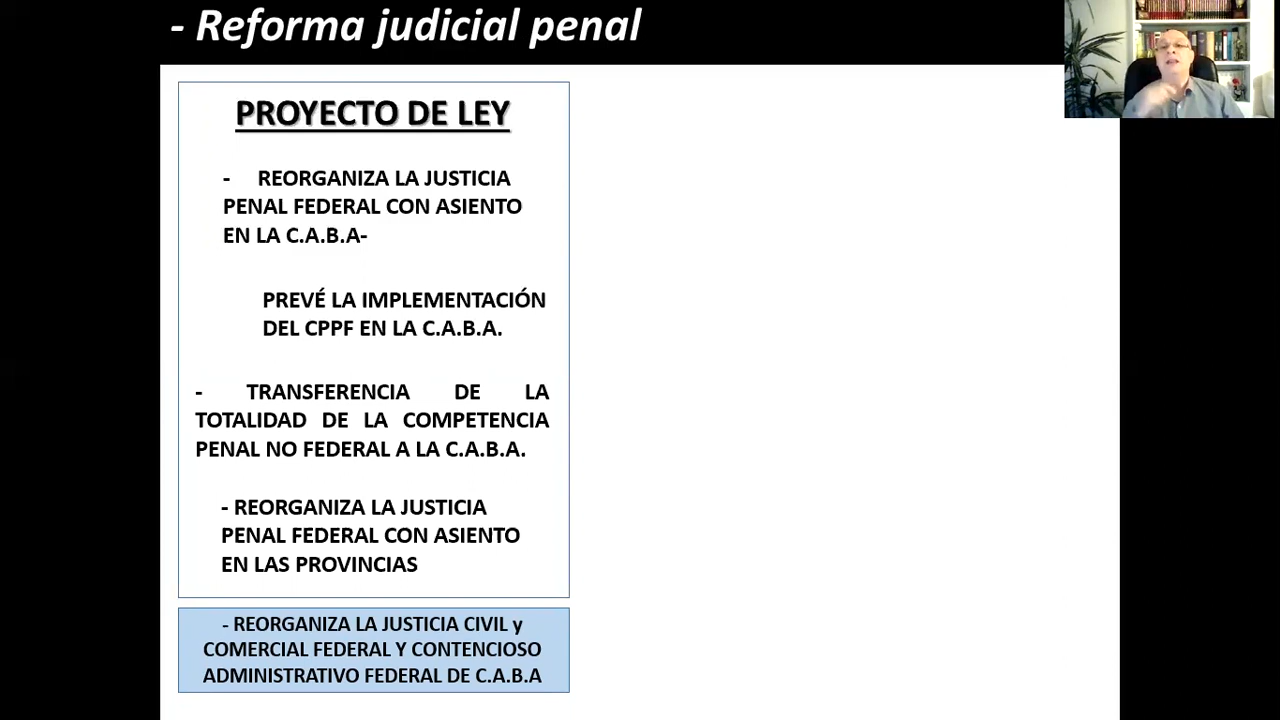 - Reforma judicial penal
PROYECTO DE LEY
- REORGANIZA LA JUSTICIA
PENAL FEDERAL CON ASIENTO
EN LA C.A.B.A-
PREVÉ LA IMPLEMENTACIÓN
DEL CPPF EN LA C.A.B.A.
- TRANSFERENCIA DE LA
TOTALIDAD DE LA COMPETENCIA
PENAL NO FEDERAL A LA C.A.B.A.
- REORGANIZA LA JUSTICIA
PENAL FEDERAL CON ASIENTO
EN LAS PROVINCIAS
- REORGANIZA LA JUSTICIA CIVIL y
COMERCIAL FEDERAL Y CONTENCIOSO
ADMINISTRATIVO FEDERAL DE C.A.B.A